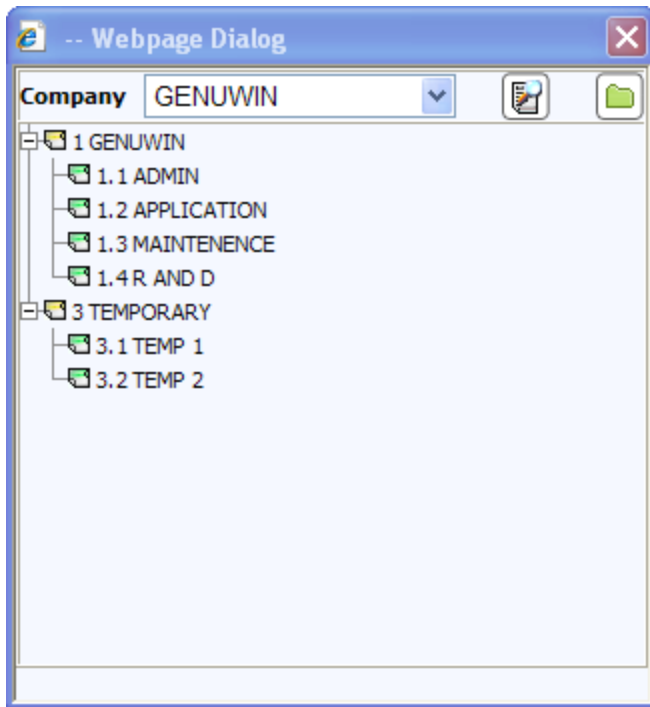 -- Webpage Dialog
Company GENUWIN
1 GENUWIN
1.1 ADMIN
1.2 APPLICATION
1.3 MAINTENENCE
1.4 R AND D
3 TEMPORARY
3.1 TEMP 1
3.2 TEMP 2